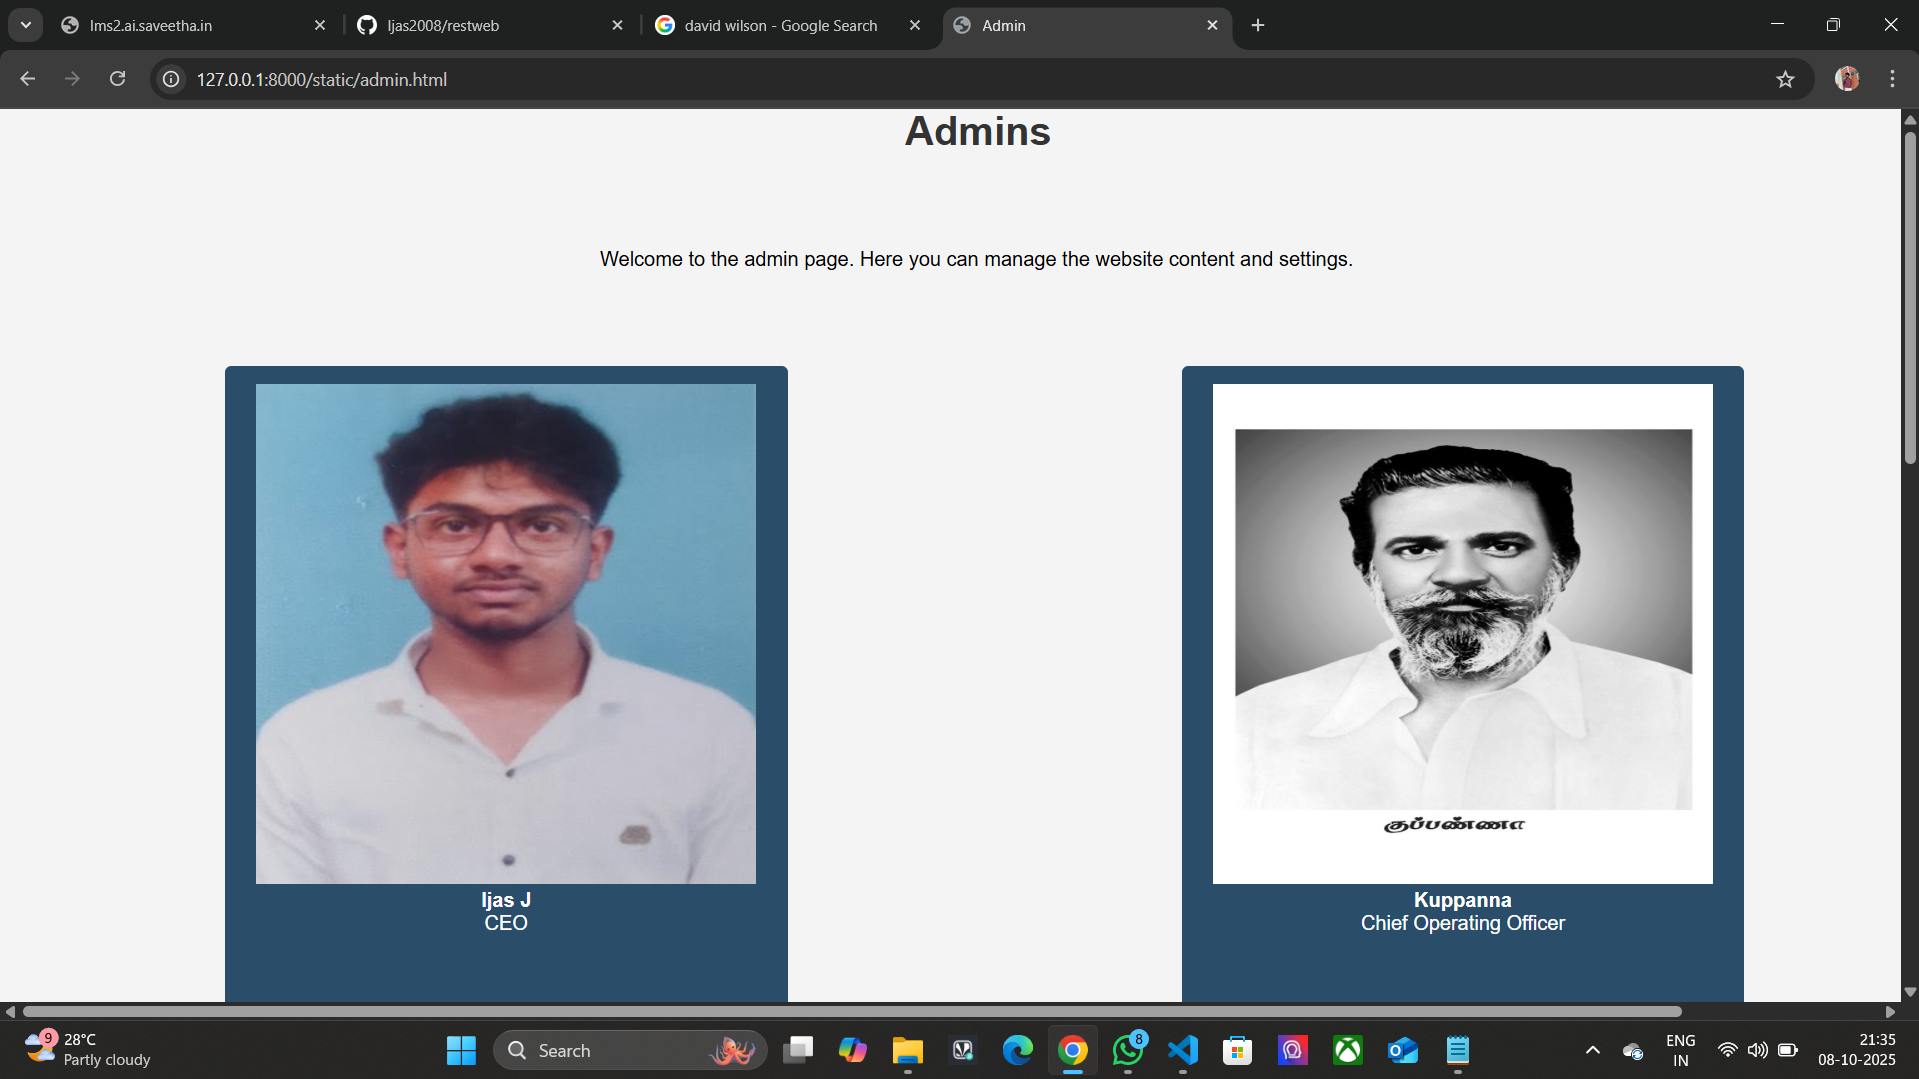 lms2.ai.saveetha.in
Ijas2008/restweb
david wilson - Google Search
Admin
127.0.0.1:8000/static/admin.html
Admins
Welcome to the admin page. Here you can manage the website content and settings.
குப்பண்ணா
Ijas J
CEO
Kuppanna
Chief Operating Officer
9
28°C
Partly cloudy
Search
8
ENG
IN
21:35
08-10-2025